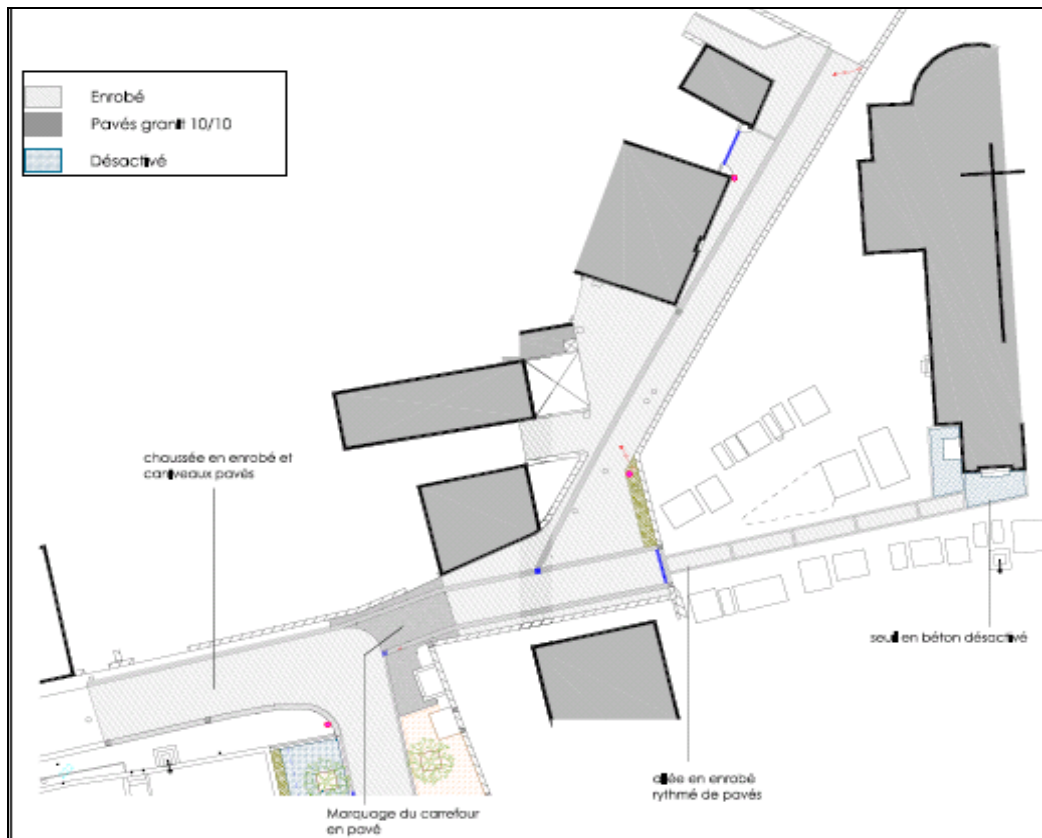 Enrobé
Pavés granit 10/10
Désactivé
chaussée en enrobé et
caniveaux pavés
seuil en béton désactivé
allée en enrobé
rythmé de pavés
Marquage du carrefour
en pavé